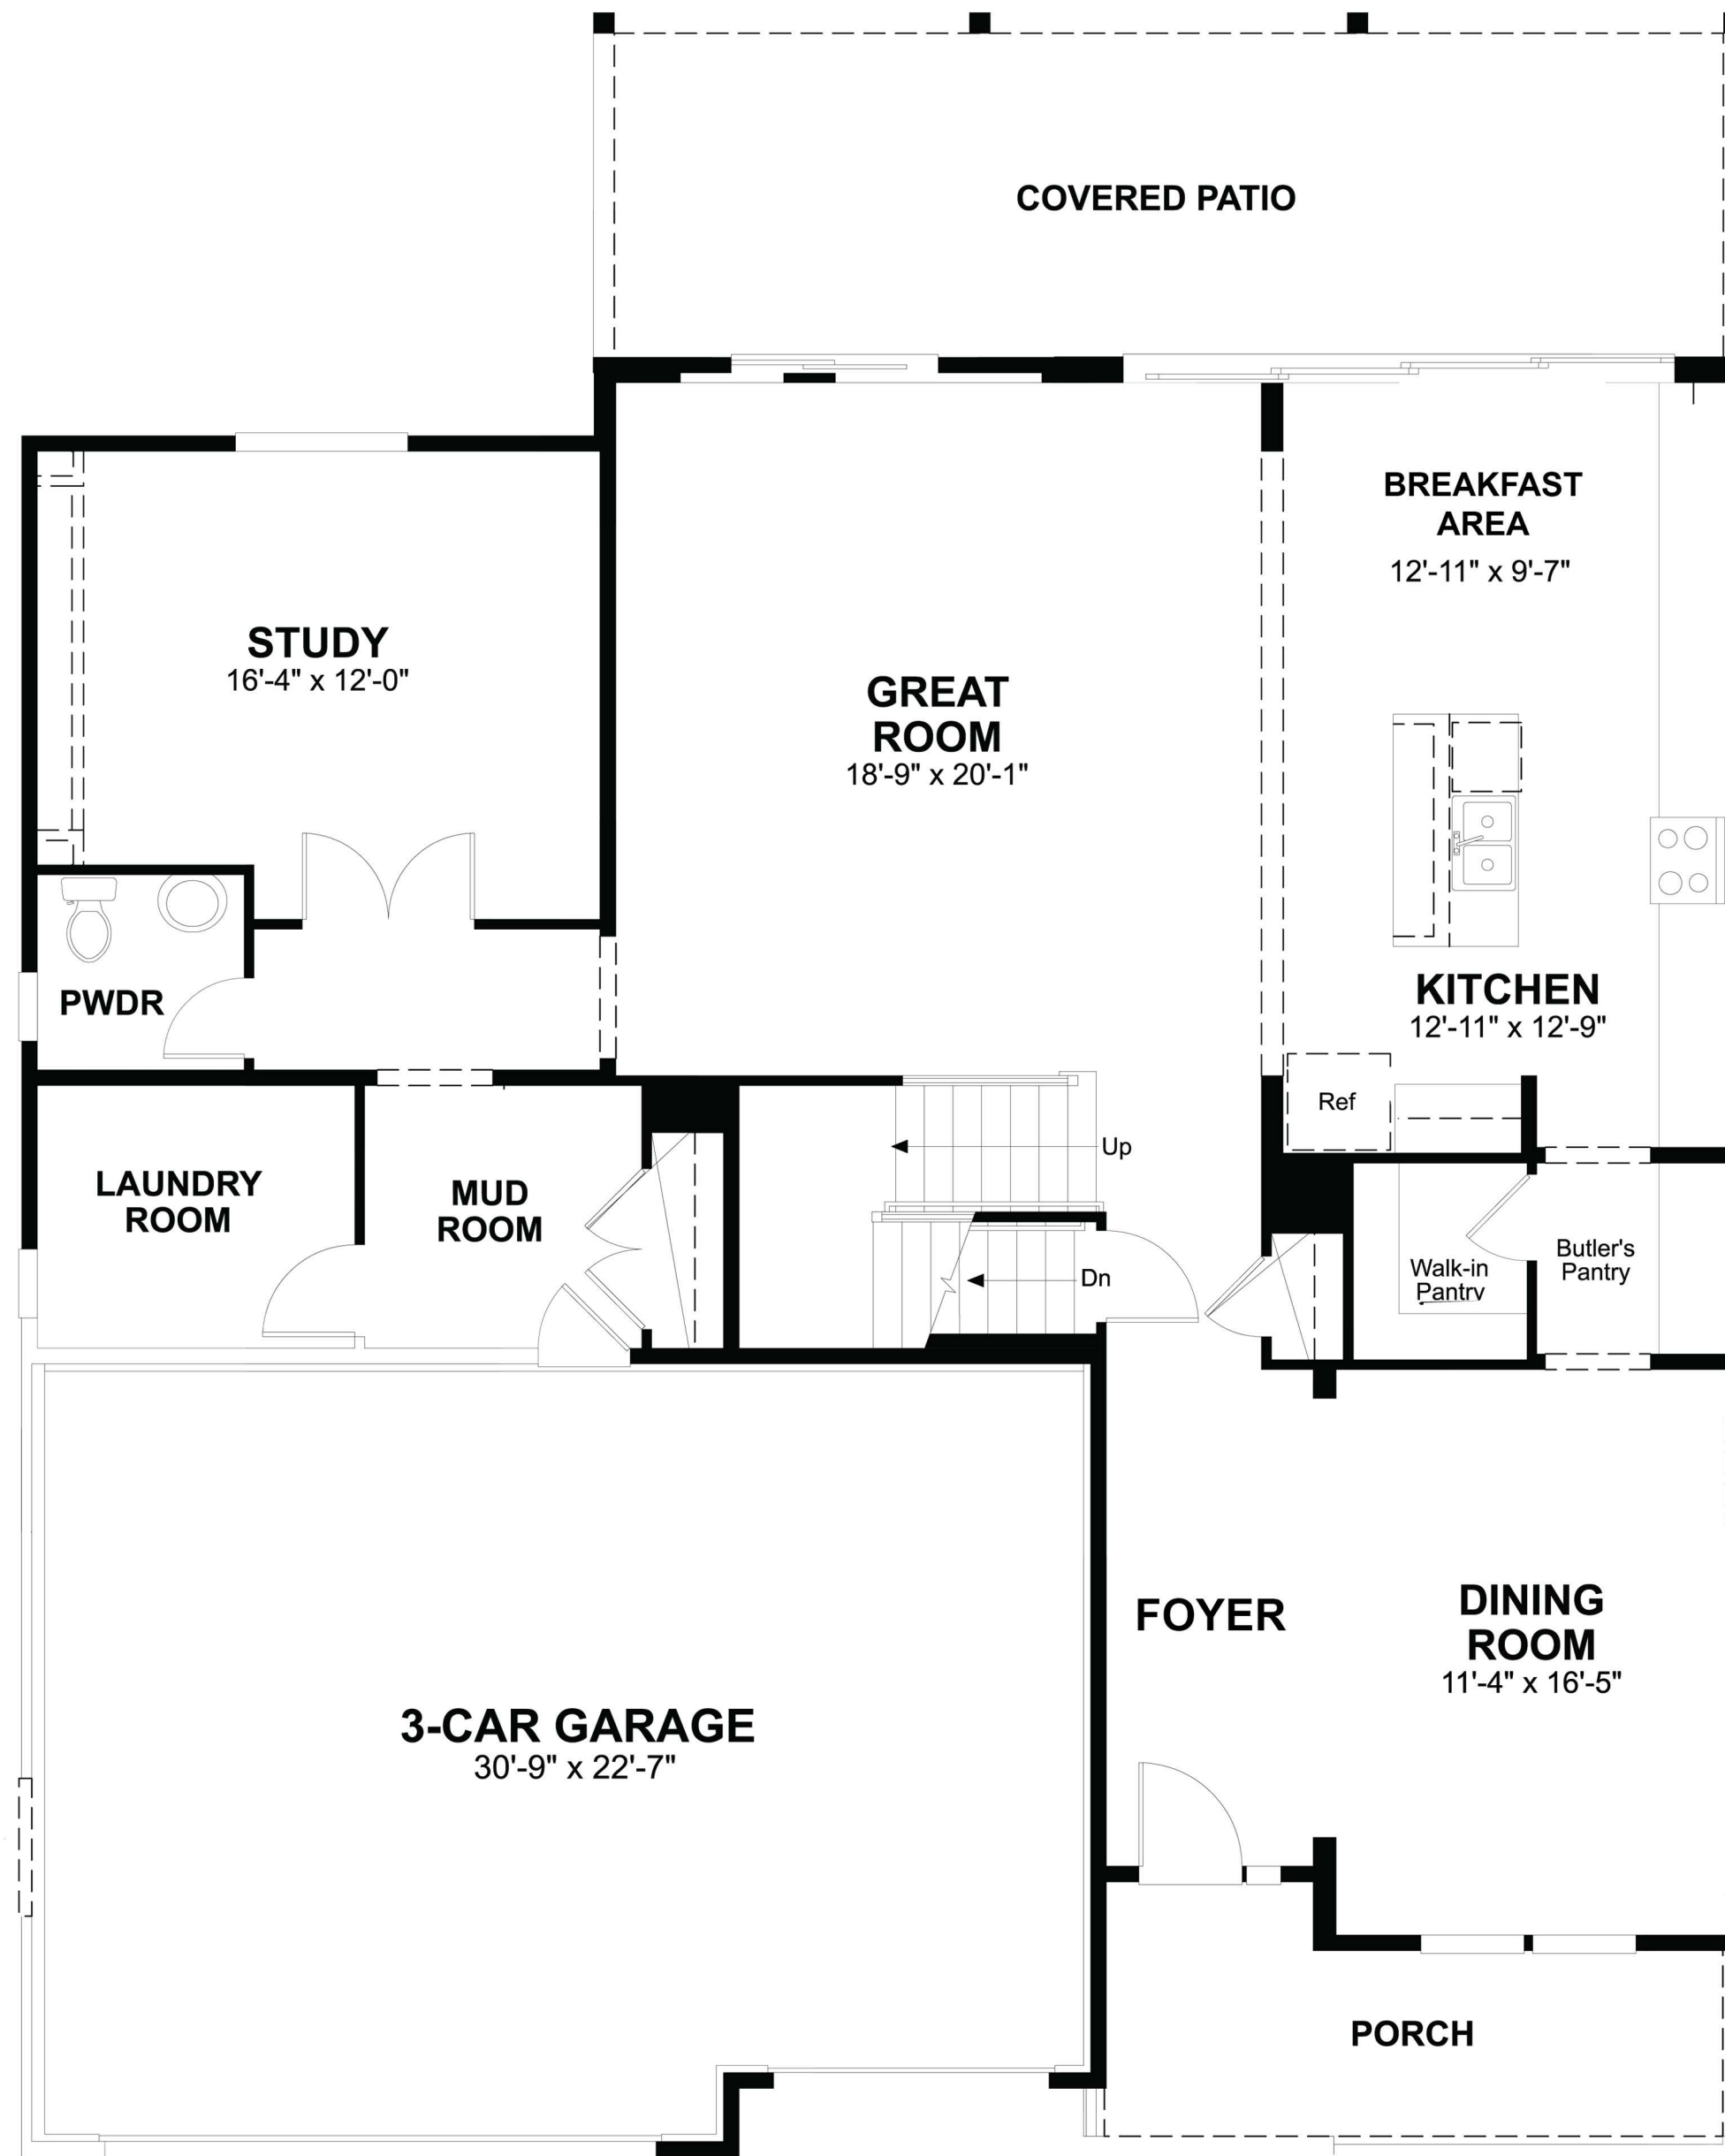 COVERED PATIO
BREAKFAST
AREA
12'-11" x 9'-7"
STUDY
16'-4" x 12'-0"
GREAT
ROOM
18'-9" x 20'-1"
KITCHEN
12'-11" x 12'-9"
PWDR
Ref
Up
LAUNDRY
ROOM
MUD
ROOM
Dn
Walk-in
Pantry
Butler's
Pantry
FOYER
DINING
ROOM
11'-4" x 16'-5"
3-CAR GARAGE
30'-9" x 22'-7"
PORCH